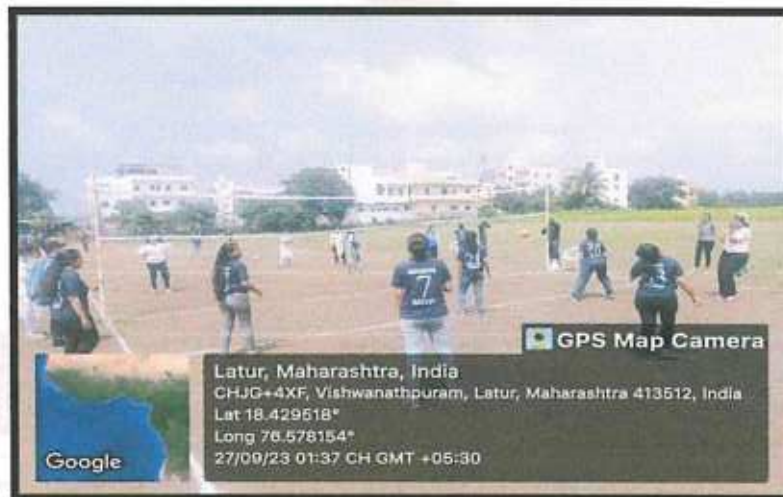 7
GPS Map Camera
Latur, Maharashtra, India
CHJG+4XF, Vishwanathpuram, Latur, Maharashtra 413512, India
Lat 18.429518°
Long 76.578154°
27/09/23 01:37 CH GMT +05:30
Google